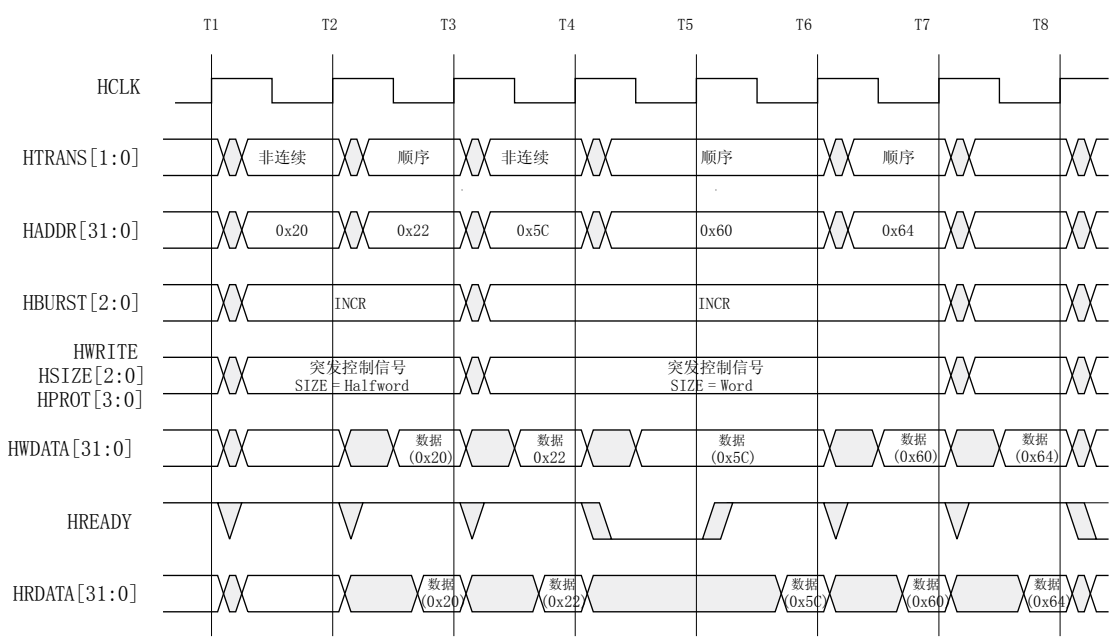 T1 T2 T3 T4 T5 T6 T7 T8
HCLK
HTRANS[1:0] 非连续 顺序 非连续 顺序 顺序
HADDR[31:0] 0x20 0x22 0x5C 0x60 0x64
HBURST[2:0] INCR INCR
HWRITE
HSIZE[2:0]
HPROT[3:0]
突发控制信号 突发控制信号
SIZE = Halfword SIZE = Word
HWDATA[31:0]
数据 数据 数据 数据 数据
(0x20) 0x22 (0x5C) (0x60) (0x64)
HREADY
HRDATA[31:0]
数据 数据 数据 数据 数据
(0x20) (0x22) (0x5C) (0x60) (0x64)